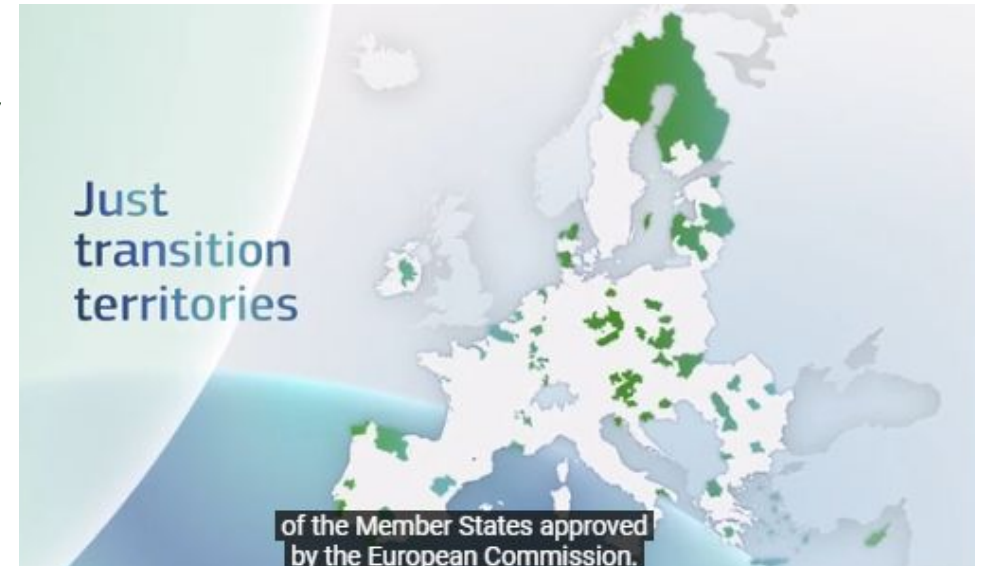 Just
transition
territories
of the Member States approved
by the European Commission.